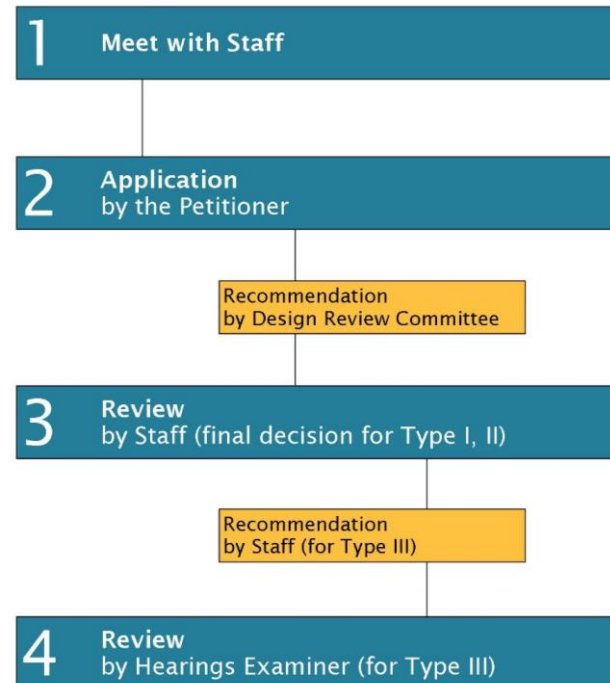 1 Meet with Staff
2 Application
by the Petitioner
Recommendation
by Design Review Committee
3 Review
by Staff (final decision for Type I, II)
Recommendation
by Staff (for Type III)
4 Review
by Hearings Examiner (for Type III)